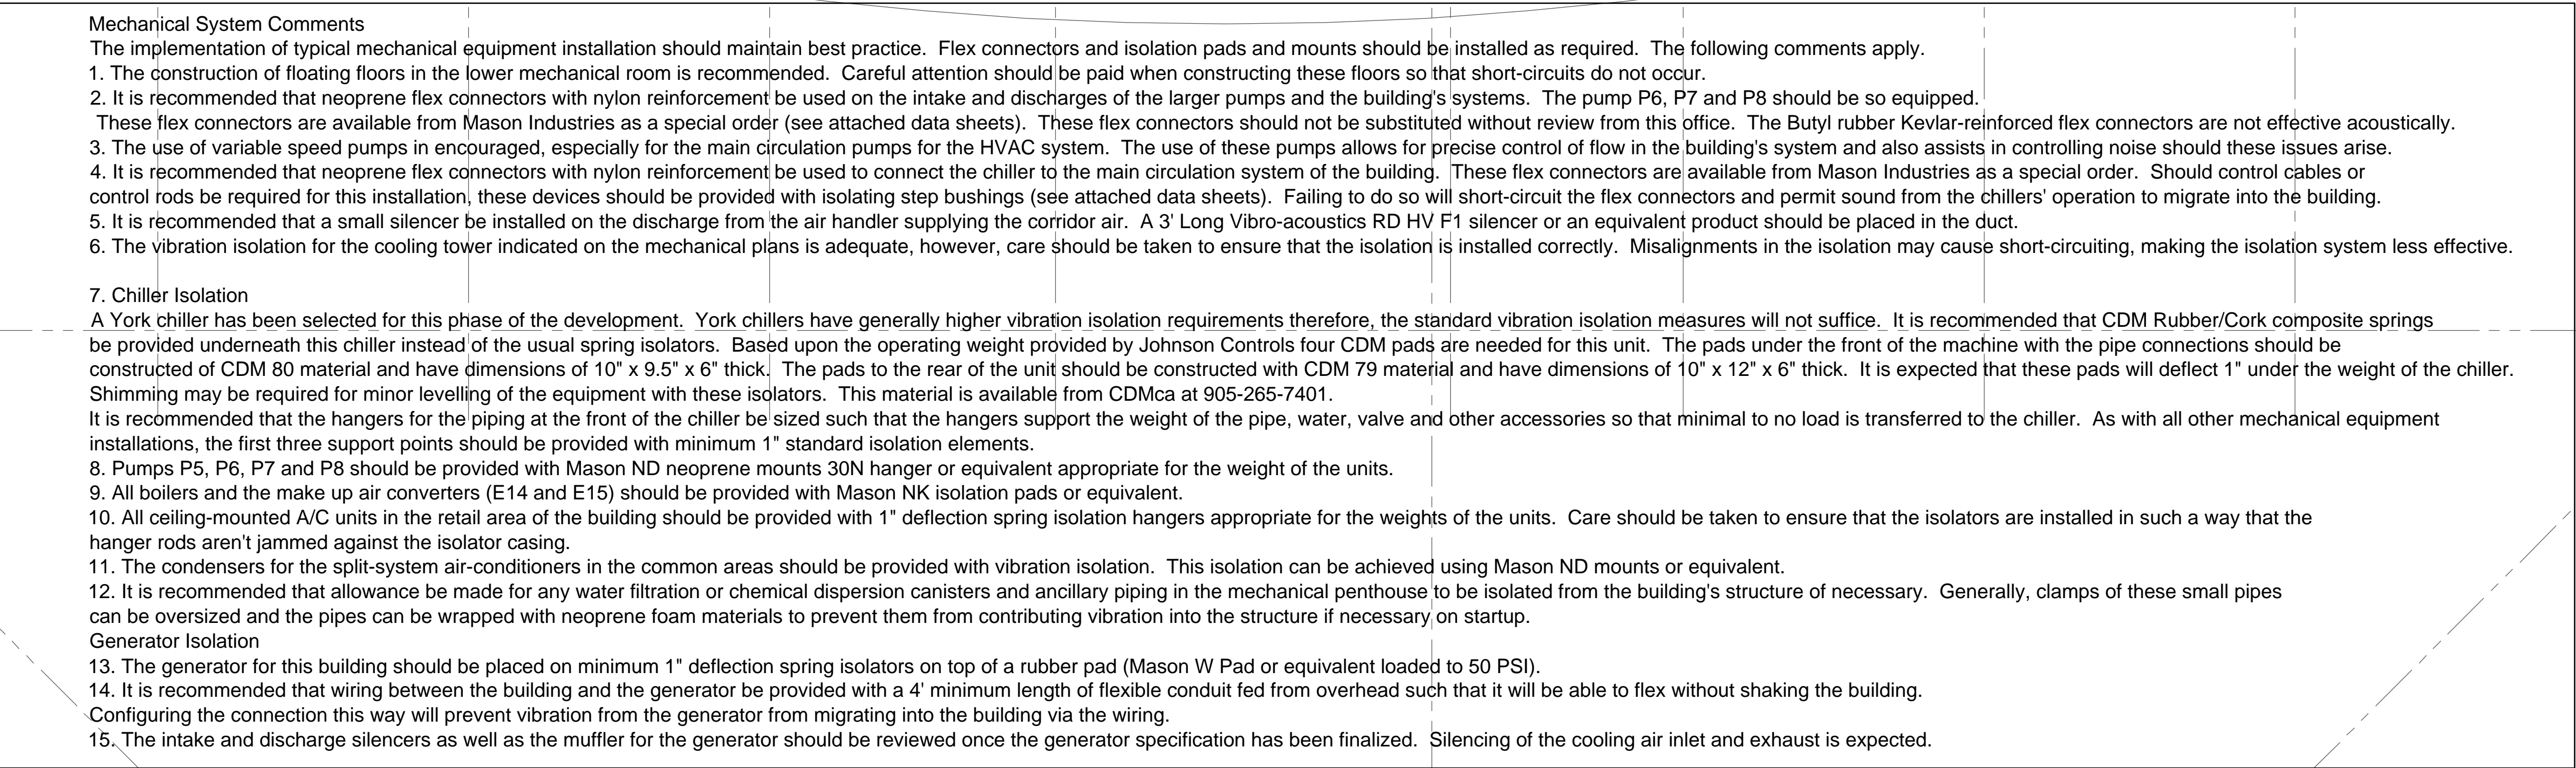 Mechanical System Comments
The implementation of typical mechanical equipment installation should maintain best practice.  Flex connectors and isolation pads and mounts should be installed as required.  The following comments apply.
1. The construction of floating floors in the lower mechanical room is recommended.  Careful attention should be paid when constructing these floors so that short-circuits do not occur.
2. It is recommended that neoprene flex connectors with nylon reinforcement be used on the intake and discharges of the larger pumps and the building's systems.  The pump P6, P7 and P8 should be so equipped.
These flex connectors are available from Mason Industries as a special order (see attached data sheets).  These flex connectors should not be substituted without review from this office.  The Butyl rubber Kevlar-reinforced flex connectors are not effective acoustically.
3. The use of variable speed pumps in encouraged, especially for the main circulation pumps for the HVAC system.  The use of these pumps allows for precise control of flow in the building's system and also assists in controlling noise should these issues arise.
4. It is recommended that neoprene flex connectors with nylon reinforcement be used to connect the chiller to the main circulation system of the building.  These flex connectors are available from Mason Industries as a special order.  Should control cables or
control rods be required for this installation, these devices should be provided with isolating step bushings (see attached data sheets).  Failing to do so will short-circuit the flex connectors and permit sound from the chillers' operation to migrate into the building.
5. It is recommended that a small silencer be installed on the discharge from the air handler supplying the corridor air.  A 3' Long Vibro-acoustics RD HV F1 silencer or an equivalent product should be placed in the duct.
6. The vibration isolation for the cooling tower indicated on the mechanical plans is adequate, however, care should be taken to ensure that the isolation is installed correctly.  Misalignments in the isolation may cause short-circuiting, making the isolation system less effective.
7. Chiller Isolation
A York chiller has been selected for this phase of the development.  York chillers have generally higher vibration isolation requirements therefore, the standard vibration isolation measures will not suffice.  It is recommended that CDM Rubber/Cork composite springs
be provided underneath this chiller instead of the usual spring isolators.  Based upon the operating weight provided by Johnson Controls four CDM pads are needed for this unit.  The pads under the front of the machine with the pipe connections should be
constructed of CDM 80 material and have dimensions of 10" x 9.5" x 6" thick.  The pads to the rear of the unit should be constructed with CDM 79 material and have dimensions of 10" x 12" x 6" thick.  It is expected that these pads will deflect 1" under the weight of the chiller.
Shimming may be required for minor levelling of the equipment with these isolators.  This material is available from CDMca at 905-265-7401.
It is recommended that the hangers for the piping at the front of the chiller be sized such that the hangers support the weight of the pipe, water, valve and other accessories so that minimal to no load is transferred to the chiller.  As with all other mechanical equipment
installations, the first three support points should be provided with minimum 1" standard isolation elements.
8. Pumps P5, P6, P7 and P8 should be provided with Mason ND neoprene mounts 30N hanger or equivalent appropriate for the weight of the units.
9. All boilers and the make up air converters (E14 and E15) should be provided with Mason NK isolation pads or equivalent.
10. All ceiling-mounted A/C units in the retail area of the building should be provided with 1" deflection spring isolation hangers appropriate for the weights of the units.  Care should be taken to ensure that the isolators are installed in such a way that the
hanger rods aren't jammed against the isolator casing.
11. The condensers for the split-system air-conditioners in the common areas should be provided with vibration isolation.  This isolation can be achieved using Mason ND mounts or equivalent.
12. It is recommended that allowance be made for any water filtration or chemical dispersion canisters and ancillary piping in the mechanical penthouse to be isolated from the building's structure of necessary.  Generally, clamps of these small pipes
can be oversized and the pipes can be wrapped with neoprene foam materials to prevent them from contributing vibration into the structure if necessary on startup.
Generator Isolation
13. The generator for this building should be placed on minimum 1" deflection spring isolators on top of a rubber pad (Mason W Pad or equivalent loaded to 50 PSI).
14. It is recommended that wiring between the building and the generator be provided with a 4' minimum length of flexible conduit fed from overhead such that it will be able to flex without shaking the building.
Configuring the connection this way will prevent vibration from the generator from migrating into the building via the wiring.
15. The intake and discharge silencers as well as the muffler for the generator should be reviewed once the generator specification has been finalized.  Silencing of the cooling air inlet and exhaust is expected.